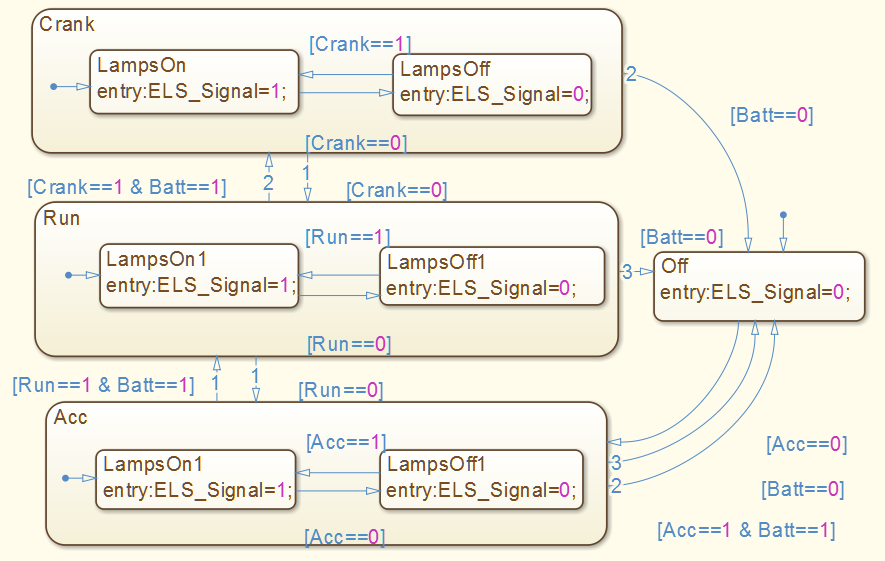 Crank
[Crank==1]
LampsOn
entry:ELS_Signal=1;
LampsOff
entry:ELS_Signal=0;
2
[Batt==0]
[Crank==0]
[Crank==1 & Batt==1]
2
1
[Crank==0]
Run
[Run==1]
[Batt==0]
LampsOn1
entry:ELS_Signal=1;
LampsOff1
entry:ELS_Signal=0;
3
Off
entry:ELS_Signal=0;
[Run==0]
[Run==1 & Batt==1]
1
1
[Run==0]
Acc
[Acc==1]
[Acc==0]
LampsOn1
entry:ELS_Signal=1;
LampsOff1
entry:ELS_Signal=0;
3
2
[Batt==0]
[Acc==0]
[Acc==1 & Batt==1]